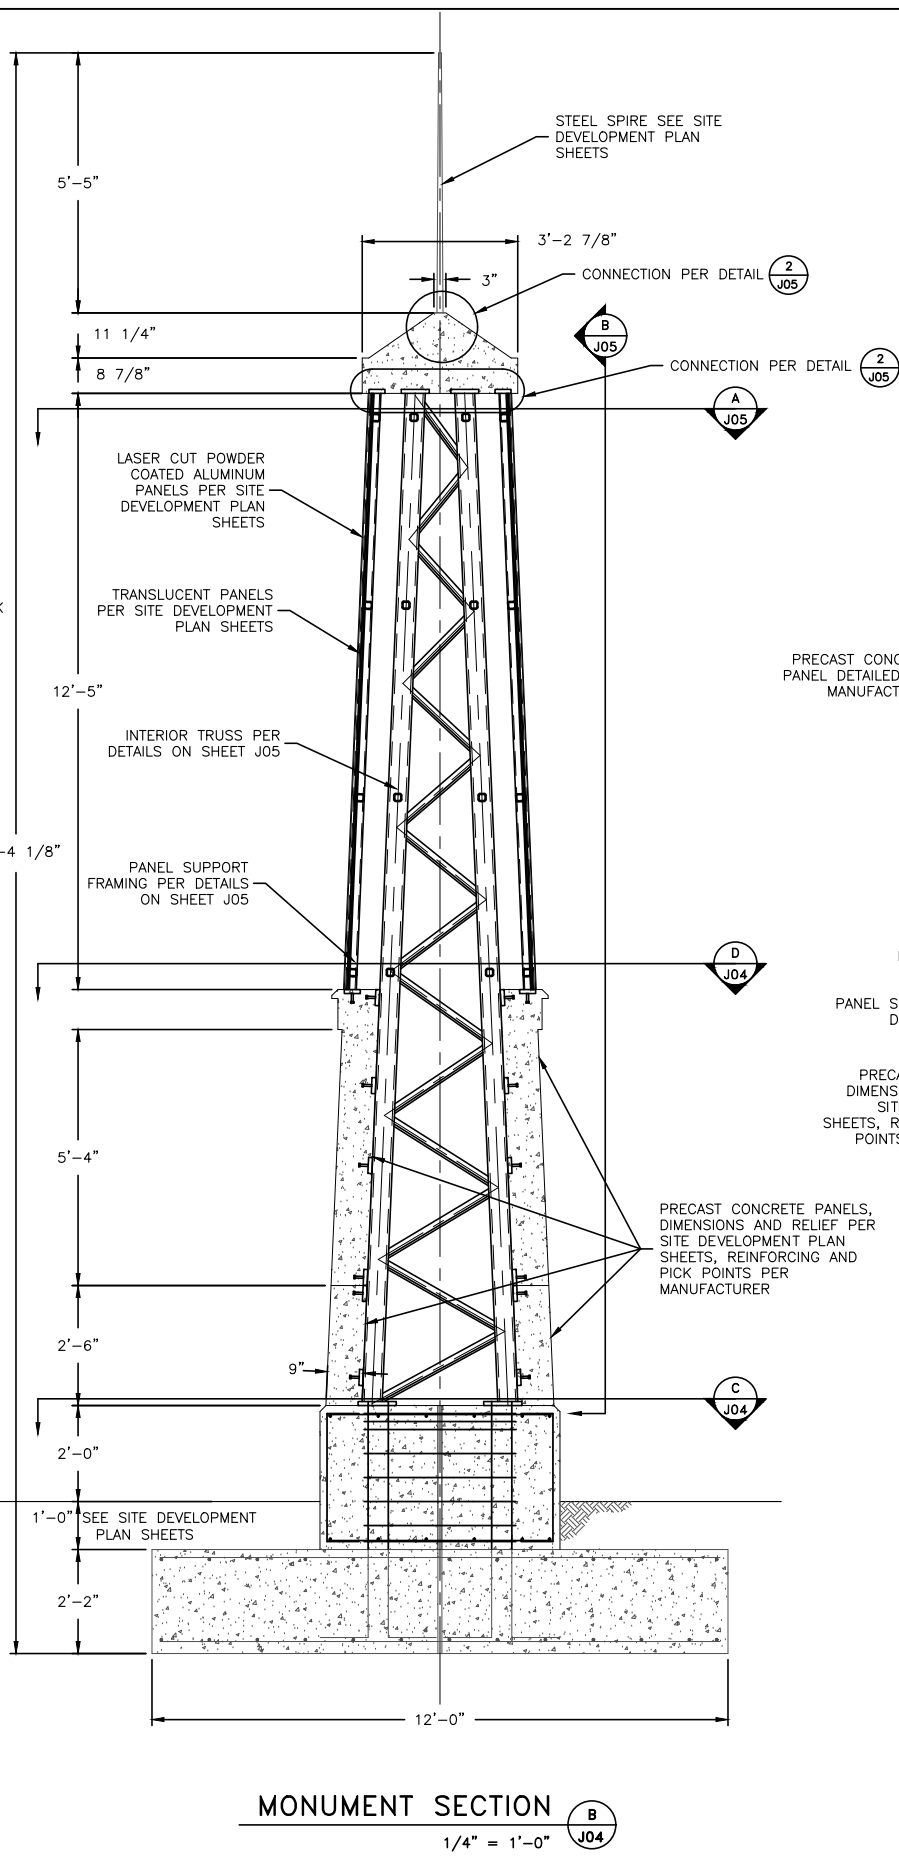 STEEL SPIRE SEE SITE
DEVELOPMENT PLAN
SHEETS
5'-5"
3'-2 7/8"
3"
CONNECTION PER DETAIL
2
J05
11 1/4"
B
J05
8 7/8"
CONNECTION PER DETAIL
2
J05
A
J05
LASER CUT POWDER
COATED ALUMINUM
PANELS PER SITE
DEVELOPMENT PLAN
SHEETS
TRANSLUCENT PANELS
PER SITE DEVELOPMENT
PLAN SHEETS
PRECAST CONC
PANEL DETAILED
MANUFACT
12'-5"
INTERIOR TRUSS PER
DETAILS ON SHEET J05
-4 1/8"
PANEL SUPPORT
FRAMING PER DETAILS
ON SHEET J05
D
J04
PANEL S
D
PRECA
DIMENS
SIT
SHEETS, R
POINTS
5'-4"
PRECAST CONCRETE PANELS,
DIMENSIONS AND RELIEF PER
SITE DEVELOPMENT PLAN
SHEETS, REINFORCING AND
PICK POINTS PER
MANUFACTURER
2'-6"
9"
C
J04
2'-0"
1'-0" SEE SITE DEVELOPMENT
PLAN SHEETS
2'-2"
12'-0"
MONUMENT SECTION
B
J04
1/4" = 1'-0"